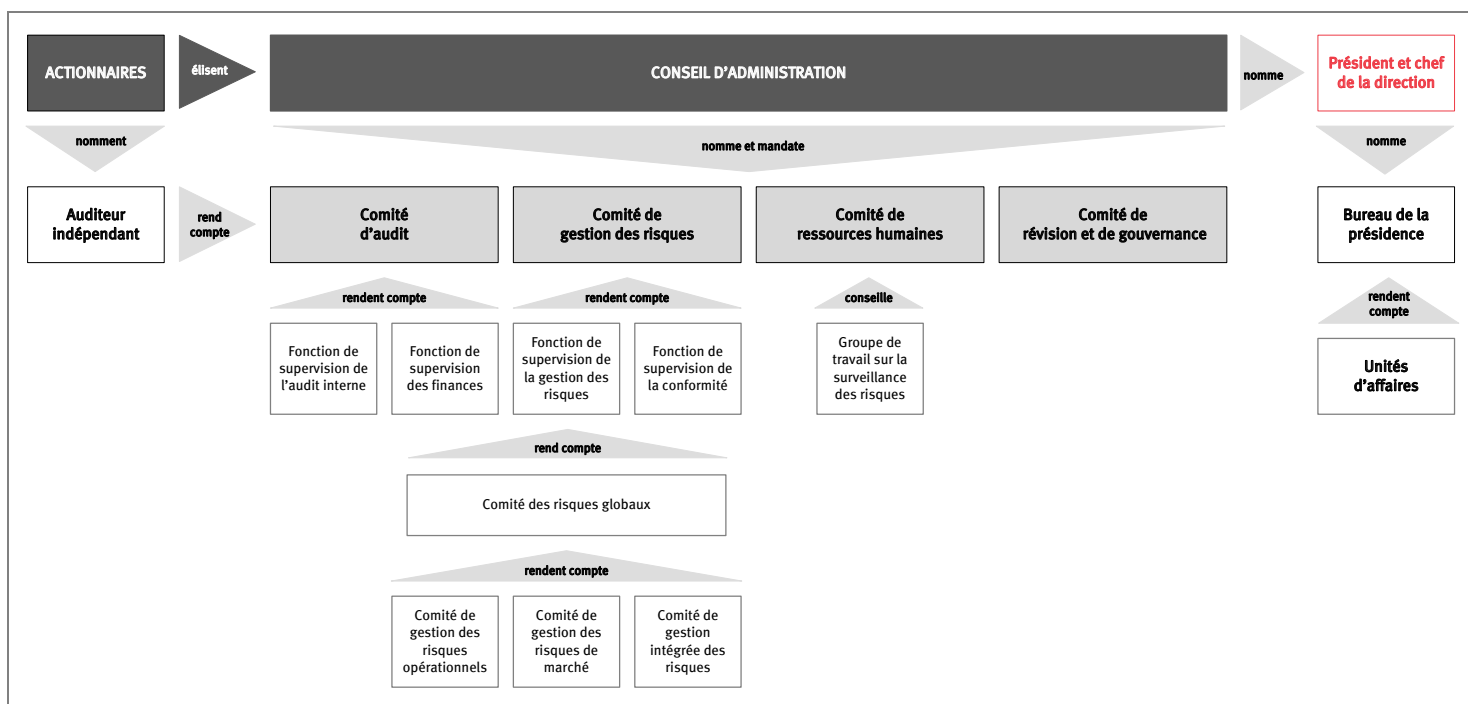 ACTIONNAIRES
élisent
CONSEIL D’ADMINISTRATION
nomme
Président et chef
de la direction
nomment
nomme et mandate
nomme
Auditeur
indépendant
rend
compte
Comité
d’audit
Comité de
gestion des risques
Comité de
ressources humaines
Comité de
révision et de gouvernance
Bureau de la
présidence
rendent compte
rendent compte
conseille
rendent
compte
Fonction de
supervision de
l’audit interne
Fonction de
supervision
des finances
Fonction de
supervision de
la gestion des
risques
Fonction de
supervision de
la conformité
Groupe de
travail sur la
surveillance
des risques
Unités
d’affaires
rend compte
Comité des risques globaux
rendent compte
Comité de
gestion des
risques
opérationnels
Comité de
gestion des
risques de
marché
Comité de
gestion
intégrée des
risques